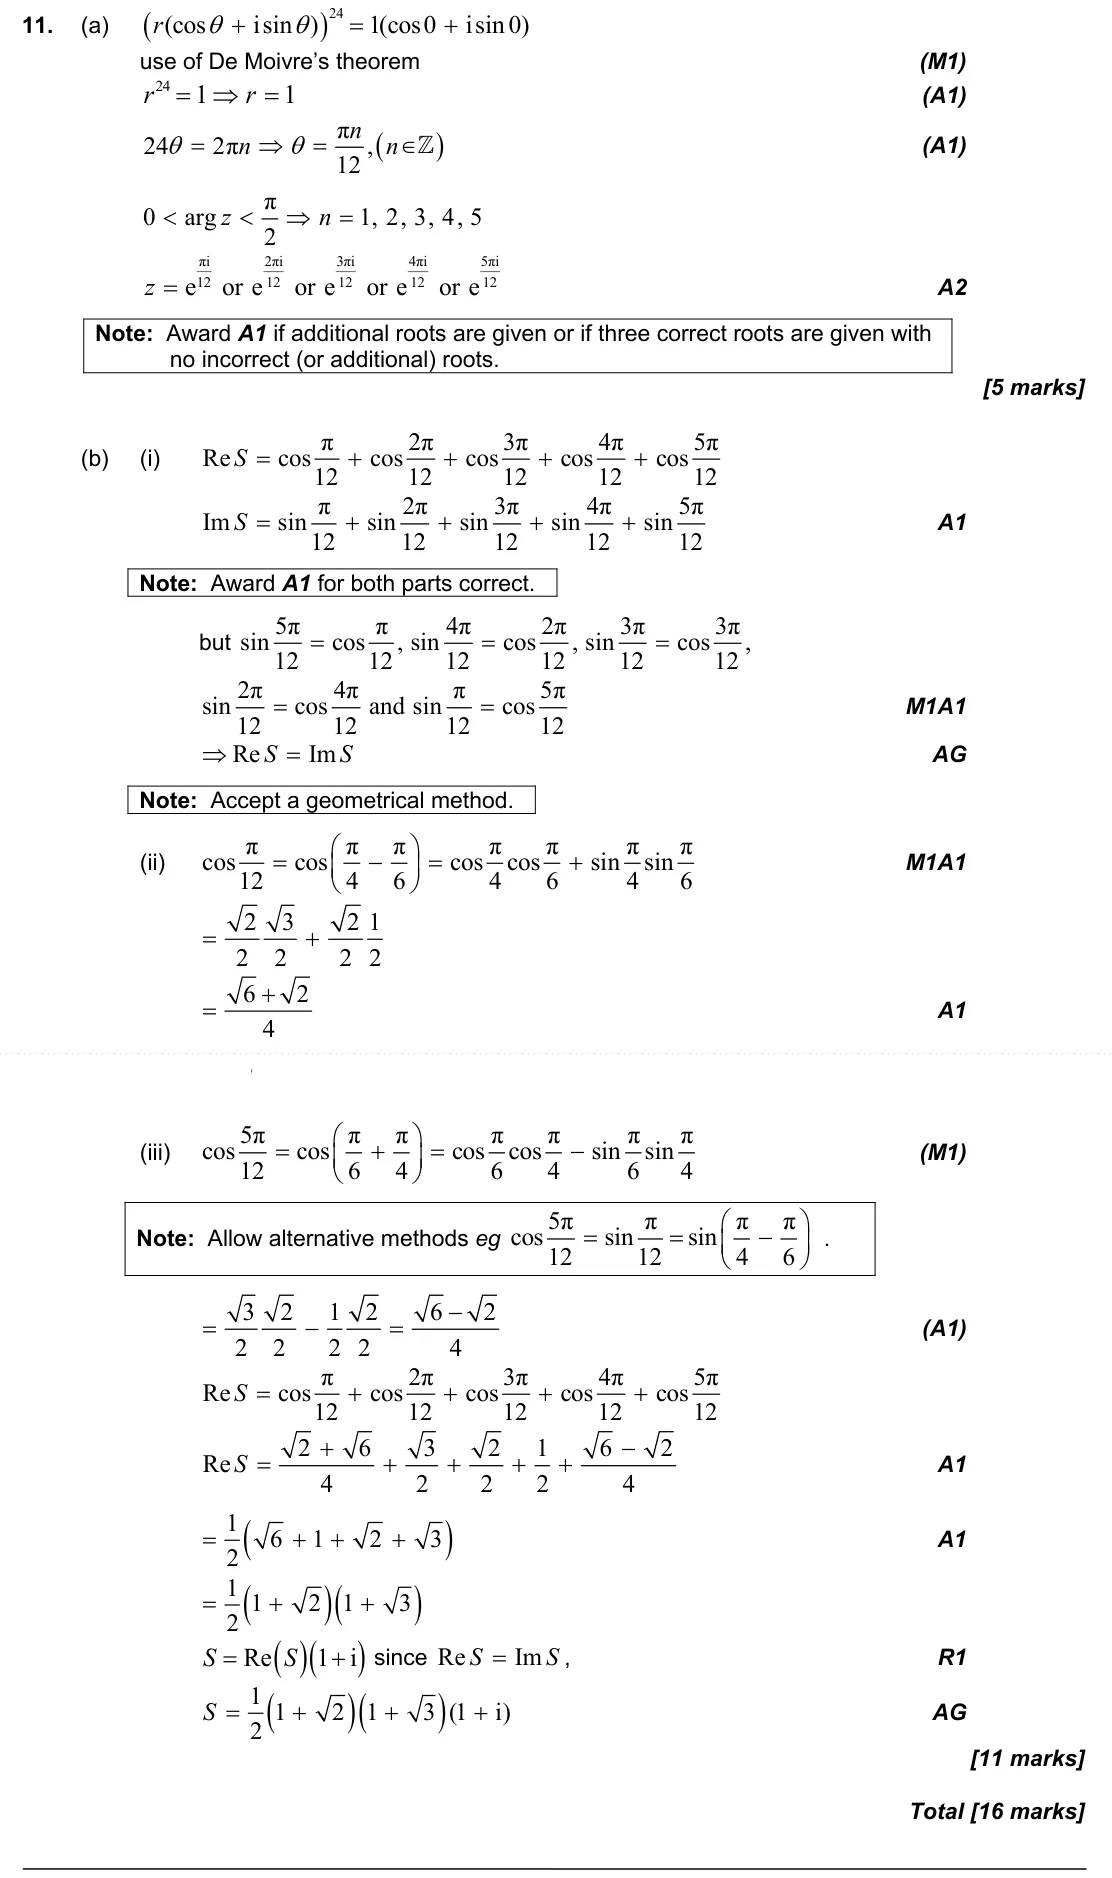 11. (a) (r(cosθ + i sinθ))²⁴ = 1(cos0 + i sin0)
use of De Moivre's theorem (M1)
r²⁴ = 1 ⇒ r = 1 (A1)
24θ = 2πn ⇒ θ = πn/12, (n∈ℤ) (A1)
0 < arg z < π/2 ⇒ n = 1, 2, 3, 4, 5
z = e^(πi/12) or e^(2πi/12) or e^(3πi/12) or e^(4πi/12) or e^(5πi/12) A2
Note: Award A1 if additional roots are given or if three correct roots are given with
no incorrect (or additional) roots.
[5 marks]
(b) (i) Re S = cos π/12 + cos 2π/12 + cos 3π/12 + cos 4π/12 + cos 5π/12
Im S = sin π/12 + sin 2π/12 + sin 3π/12 + sin 4π/12 + sin 5π/12 A1
Note: Award A1 for both parts correct.
but sin 5π/12 = cos π/12, sin 4π/12 = cos 2π/12, sin 3π/12 = cos 3π/12,
sin 2π/12 = cos 4π/12 and sin π/12 = cos 5π/12 M1A1
⇒ Re S = Im S AG
Note: Accept a geometrical method.
(ii) cos π/12 = cos(π/4 − π/6) = cos π/4 cos π/6 + sin π/4 sin π/6 M1A1
= √2/2 √3/2 + √2/2 1/2
= (√6 + √2)/4 A1
(iii) cos 5π/12 = cos(π/6 + π/4) = cos π/6 cos π/4 − sin π/6 sin π/4 (M1)
Note: Allow alternative methods eg cos 5π/12 = sin π/12 = sin(π/4 − π/6) .
= √3/2 √2/2 − 1/2 √2/2 = (√6 − √2)/4 (A1)
Re S = cos π/12 + cos 2π/12 + cos 3π/12 + cos 4π/12 + cos 5π/12
Re S = (√2 + √6)/4 + √3/2 + √2/2 + 1/2 + (√6 − √2)/4 A1
= 1/2(√6 + 1 + √2 + √3) A1
= 1/2(1 + √2)(1 + √3)
S = Re(S)(1 + i) since Re S = Im S, R1
S = 1/2(1 + √2)(1 + √3)(1 + i) AG
[11 marks]
Total [16 marks]